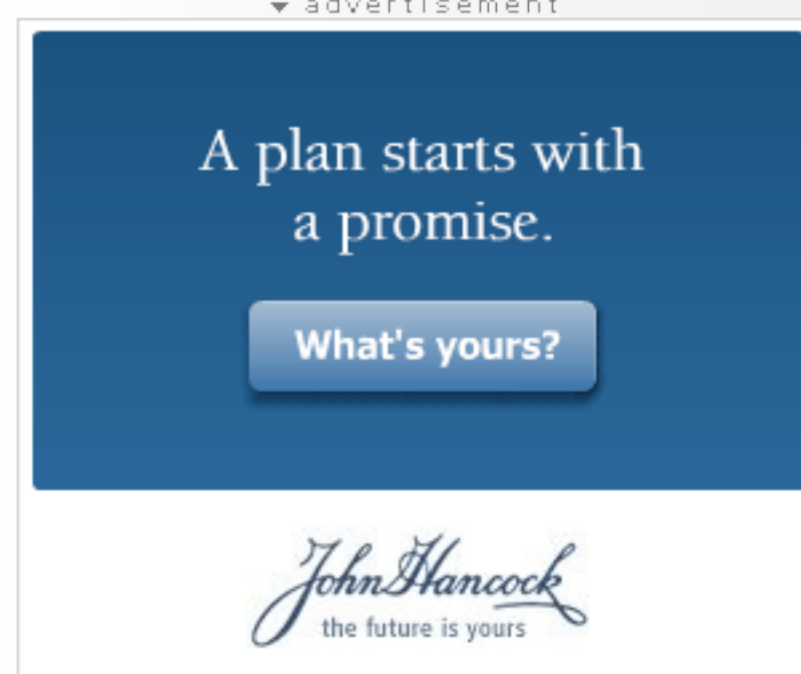 advertisement
A plan starts with
a promise.
What's yours?
John Hancock
the future is yours